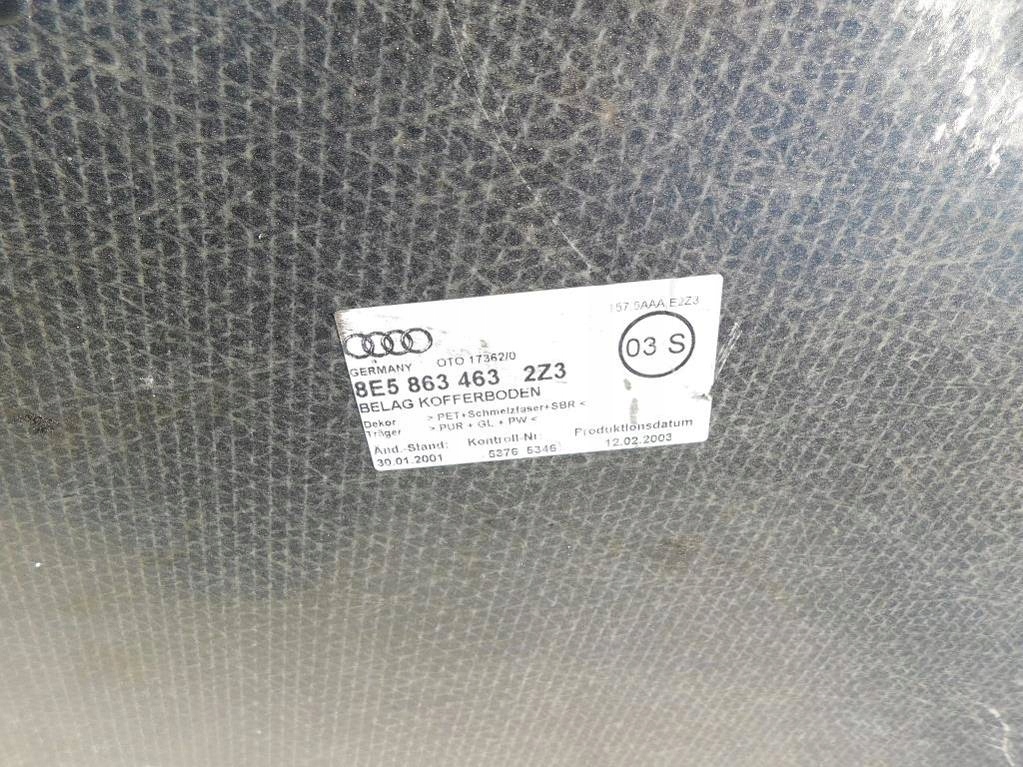 157.5AAA.E2Z3
GERMANY OTO 17362/0
03 S
8E5 863 463 2Z3
BELAG KOFFERBODEN
Dekor > PET+Schmelzfaser+SBR <
Träger > PUR + GL + PW <
Änd.-Stand: Kontroll-Nr: Produktionsdatum
30.01.2001 5376 5346 12.02.2003